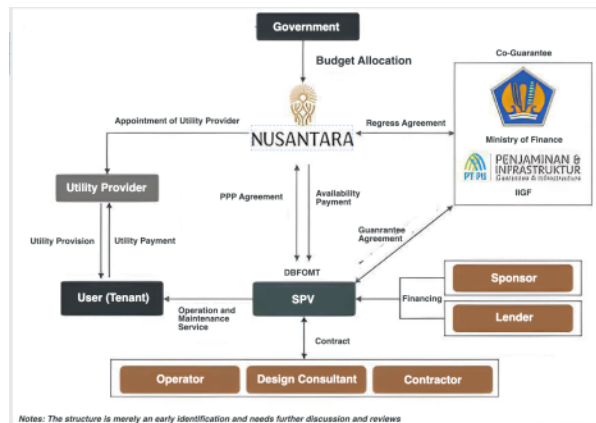 Government
Budget Allocation
Co-Guarantee
Appointment of Utility Provider
NUSANTARA
Regress Agreement
Ministry of Finance
PT PII
PENJAMINAN &
INFRASTRUKTUR
Guarantee & Infrastructure
IIGF
Utility Provider
PPP Agreement
Availability
Payment
Guanrantee
Agreement
Utility Provision
Utility Payment
DBFOMT
User (Tenant)
Operation and
Maintenance
Service
SPV
Financing
Sponsor
Lender
Contract
Operator
Design Consultant
Contractor
Notes: The structure is merely an early identification and needs further discussion and reviews